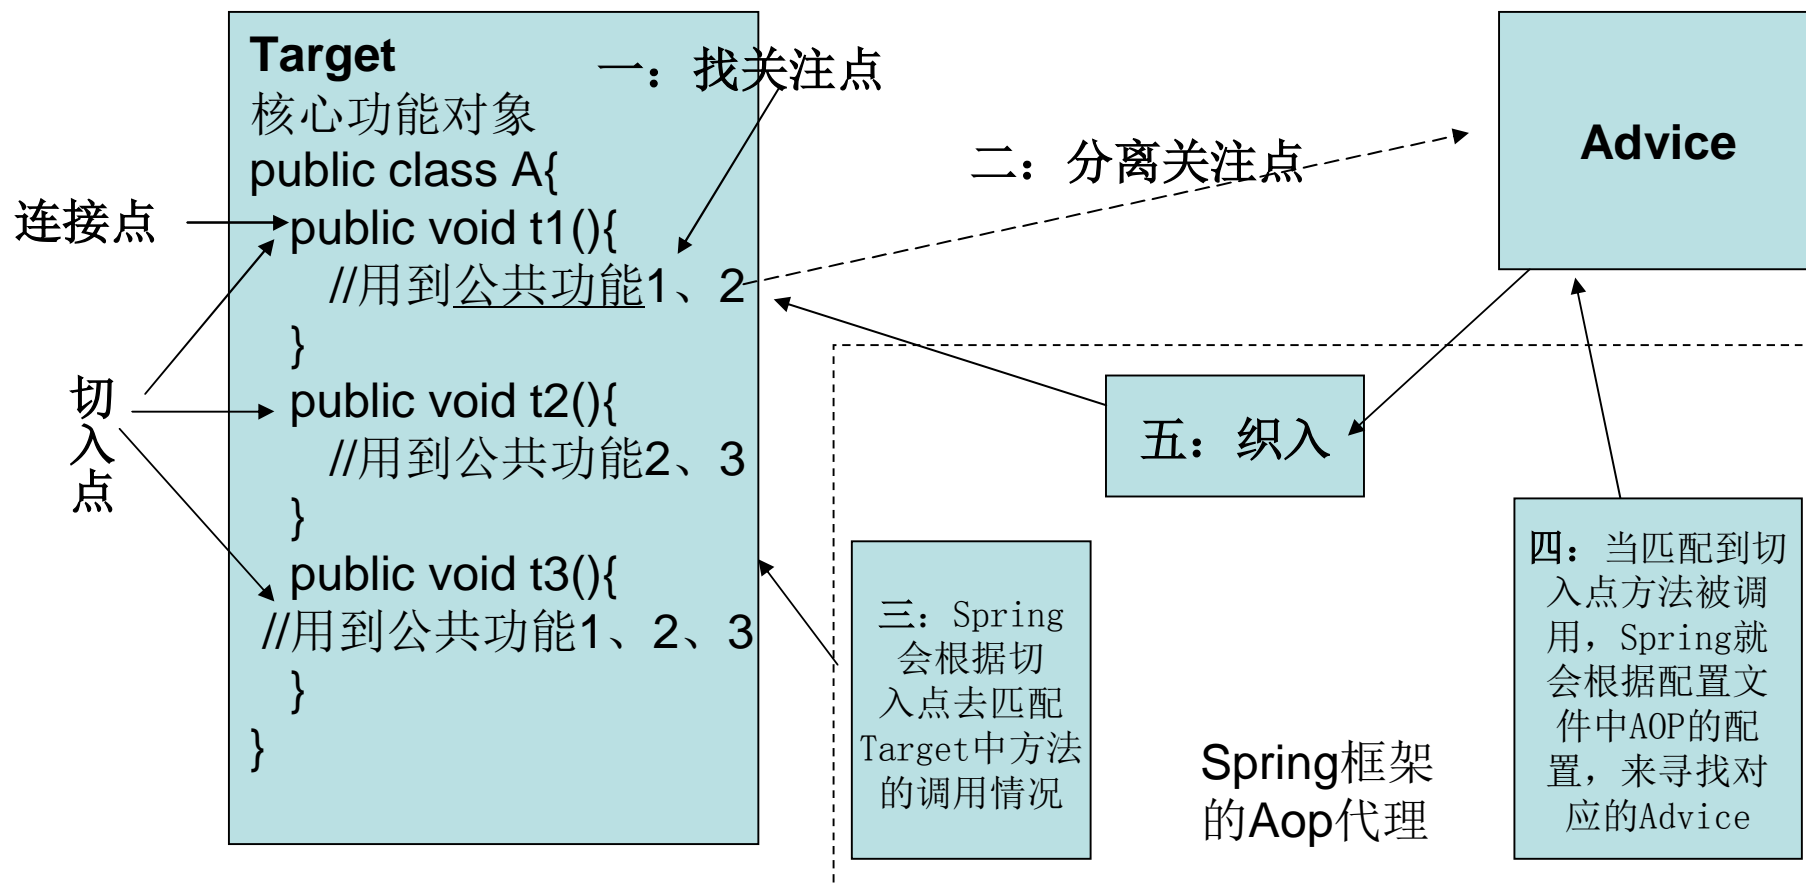 Target
一：找关注点
核心功能对象
public class A{
连接点
public void t1(){
//用到公共功能1、2
}
切入点
public void t2(){
//用到公共功能2、3
}
public void t3(){
//用到公共功能1、2、3
}
}
二：分离关注点
Advice
五：织入
三：Spring
会根据切
入点去匹配
Target中方法
的调用情况
四：当匹配到切
入点方法被调
用，Spring就
会根据配置文
件中AOP的配
置，来寻找对
应的Advice
Spring框架
的Aop代理